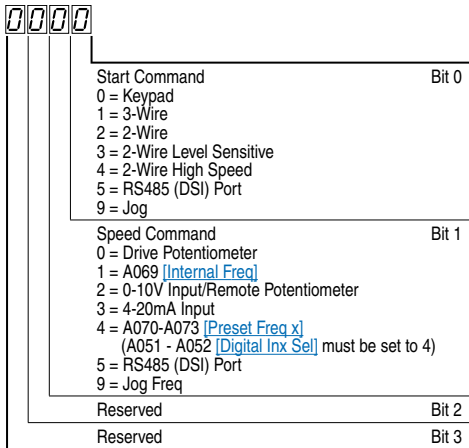 0000
Start Command Bit 0
0 = Keypad
1 = 3-Wire
2 = 2-Wire
3 = 2-Wire Level Sensitive
4 = 2-Wire High Speed
5 = RS485 (DSI) Port
9 = Jog
Speed Command Bit 1
0 = Drive Potentiometer
1 = A069 [Internal Freq]
2 = 0-10V Input/Remote Potentiometer
3 = 4-20mA Input
4 = A070-A073 [Preset Freq x]
(A051 - A052 [Digital Inx Sel] must be set to 4)
5 = RS485 (DSI) Port
9 = Jog Freq
Reserved Bit 2
Reserved Bit 3